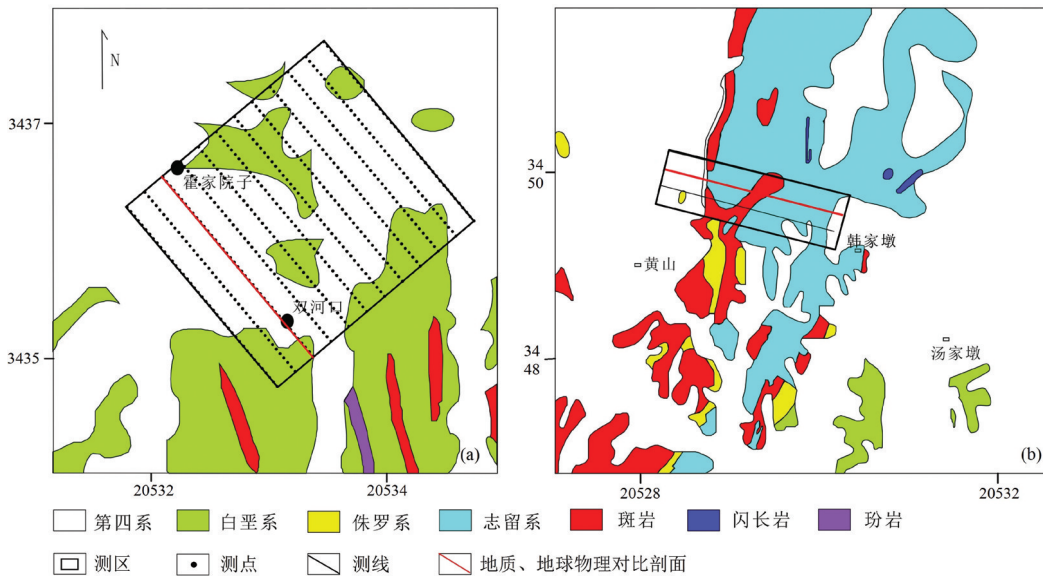 N
3437
霍家院子
双河口
3435
(a)
20532
20534
34
50
黄山
韩家墩
34
48
汤家墩
(b)
20528
20532
第四系
白垩系
侏罗系
志留系
斑岩
闪长岩
玢岩
测区
测点
测线
地质、地球物理对比剖面